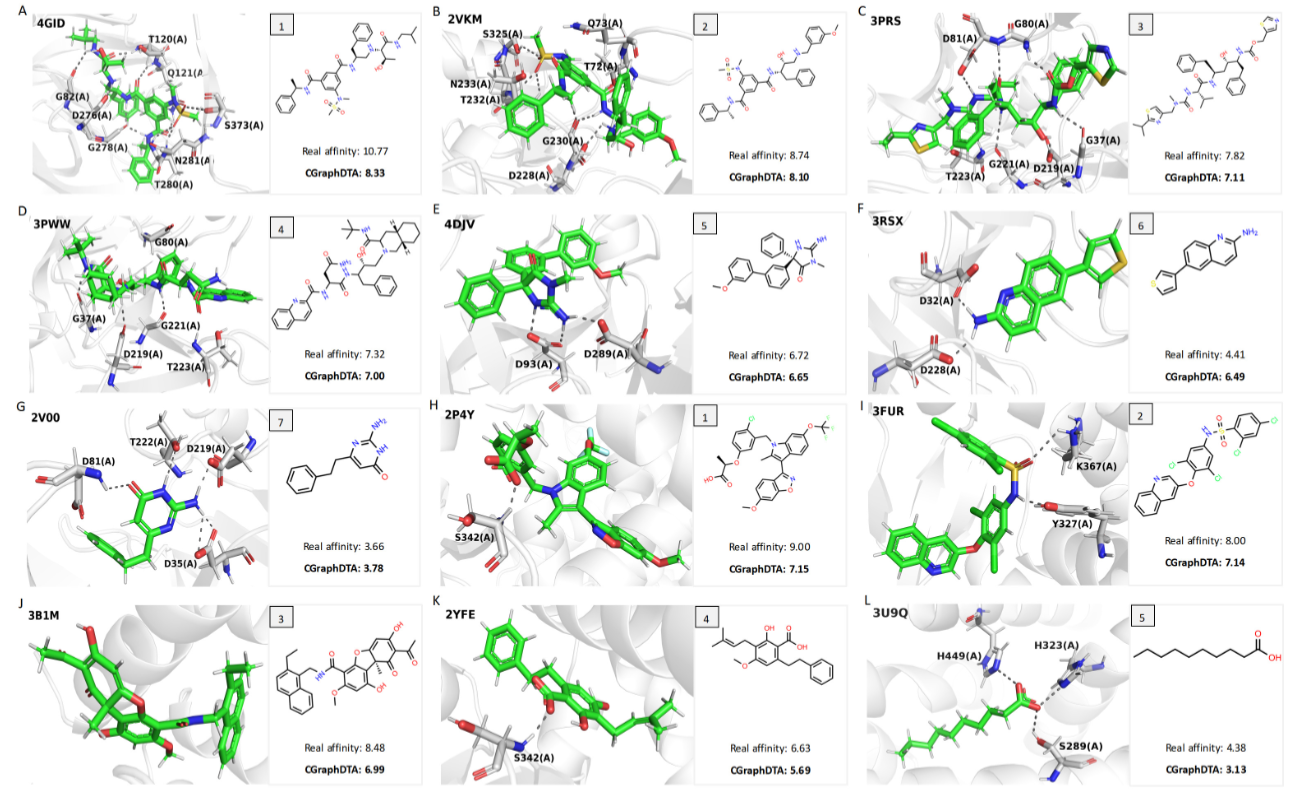 A
4GID
T120(A)
Q121(A
G82(A)
D276(A)
S373(A)
G278(A)
N281(A
T280(A)
1
Real affinity: 10.77
CGraphDTA: 8.33
B
2VKM
Q73(A)
S325(A)
T72(A)
N233(A)
T232(A)
G230(A)
D228(A)
2
Real affinity: 8.74
CGraphDTA: 8.10
C
3PRS
G80(A)
D81(A)
G37(A)
G221(A)
T223(A)
D219(A)
3
Real affinity: 7.82
CGraphDTA: 7.11
D
3PWW
G80(A)
G37(A)
G221(A)
D219(A)
T223(A)
4
Real affinity: 7.32
CGraphDTA: 7.00
E
4DJV
D93(A)
D289(A)
5
Real affinity: 6.72
CGraphDTA: 6.65
F
3RSX
D32(A)
D228(A)
6
NH2
Real affinity: 4.41
CGraphDTA: 6.49
G
2V00
T222(A)
D219(A)
D81(A)
D35(A)
7
NH2
Real affinity: 3.66
CGraphDTA: 3.78
H
2P4Y
S342(A)
1
Real affinity: 9.00
CGraphDTA: 7.15
I
3FUR
K367(A)
Y327(A)
2
Real affinity: 8.00
CGraphDTA: 7.14
J
3B1M
3
Real affinity: 8.48
CGraphDTA: 6.99
K
2YFE
S342(A)
4
Real affinity: 6.63
CGraphDTA: 5.69
L
3U9Q
H449(A)
H323(A)
S289(A)
5
O
OH
Real affinity: 4.38
CGraphDTA: 3.13